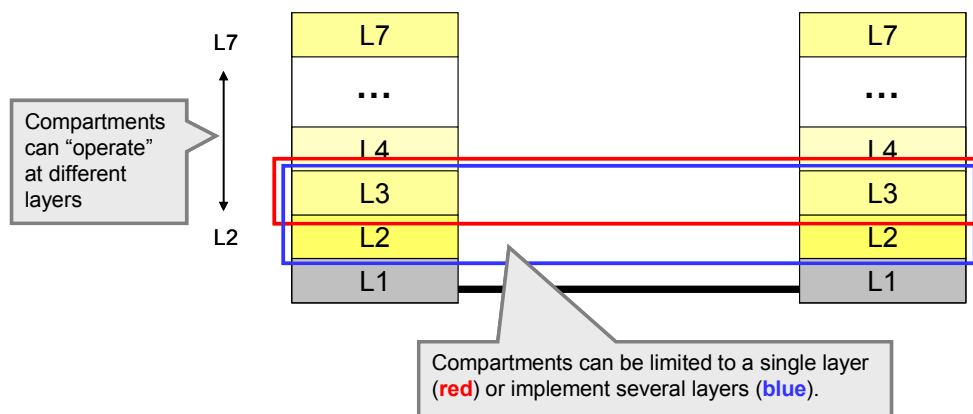 L7
L7
L7
...
...
Compartments
can “operate”
at different
layers
L4
L4
L3
L3
L2
L2
L2
L1
L1
Compartments can be limited to a single layer
(red) or implement several layers (blue).